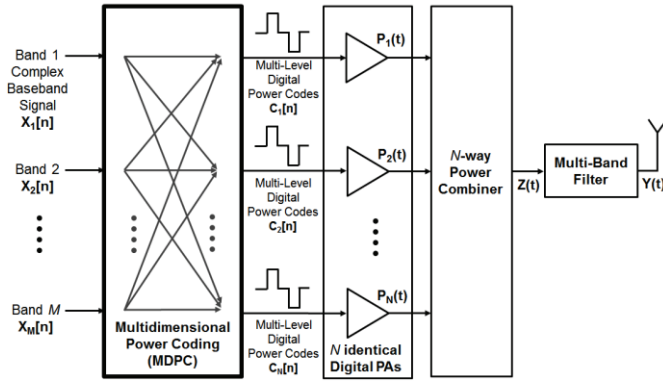 Band 1
Complex
Baseband
Signal
X1[n]
Band 2
X2[n]
Band M
XM[n]
Multidimensional
Power Coding
(MDPC)
Multi-Level
Digital
Power Codes
C1[n]
Multi-Level
Digital
Power Codes
C2[n]
Multi-Level
Digital
Power Codes
CN[n]
P1(t)
P2(t)
PN(t)
N identical
Digital PAs
N-way
Power
Combiner
Z(t)
Multi-Band
Filter
Y(t)